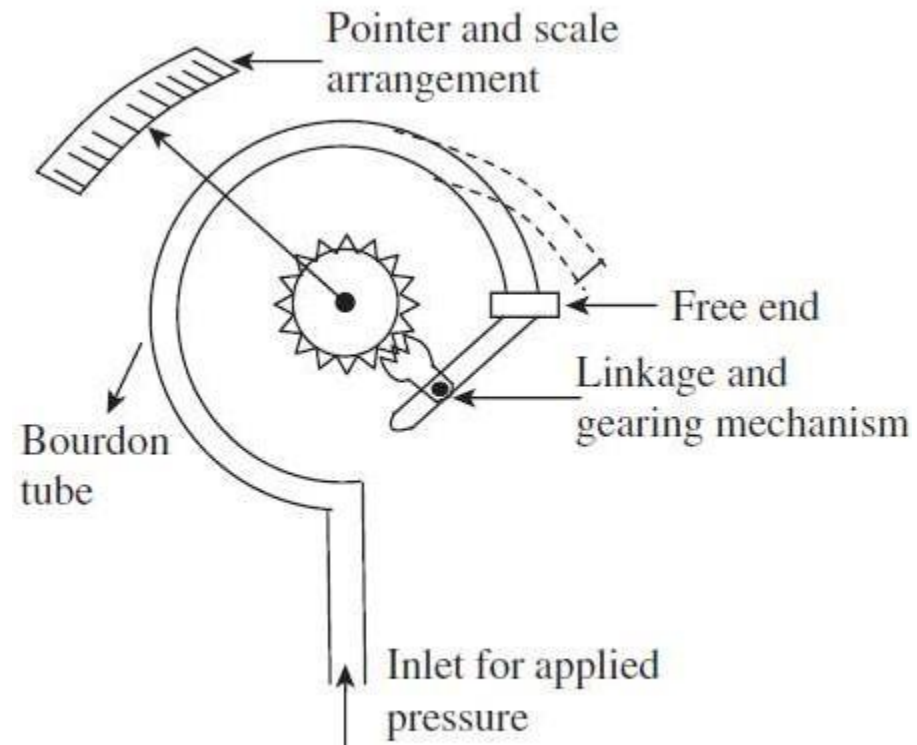 Pointer and scale
arrangement
Free end
Linkage and
gearing mechanism
Bourdon
tube
Inlet for applied
pressure